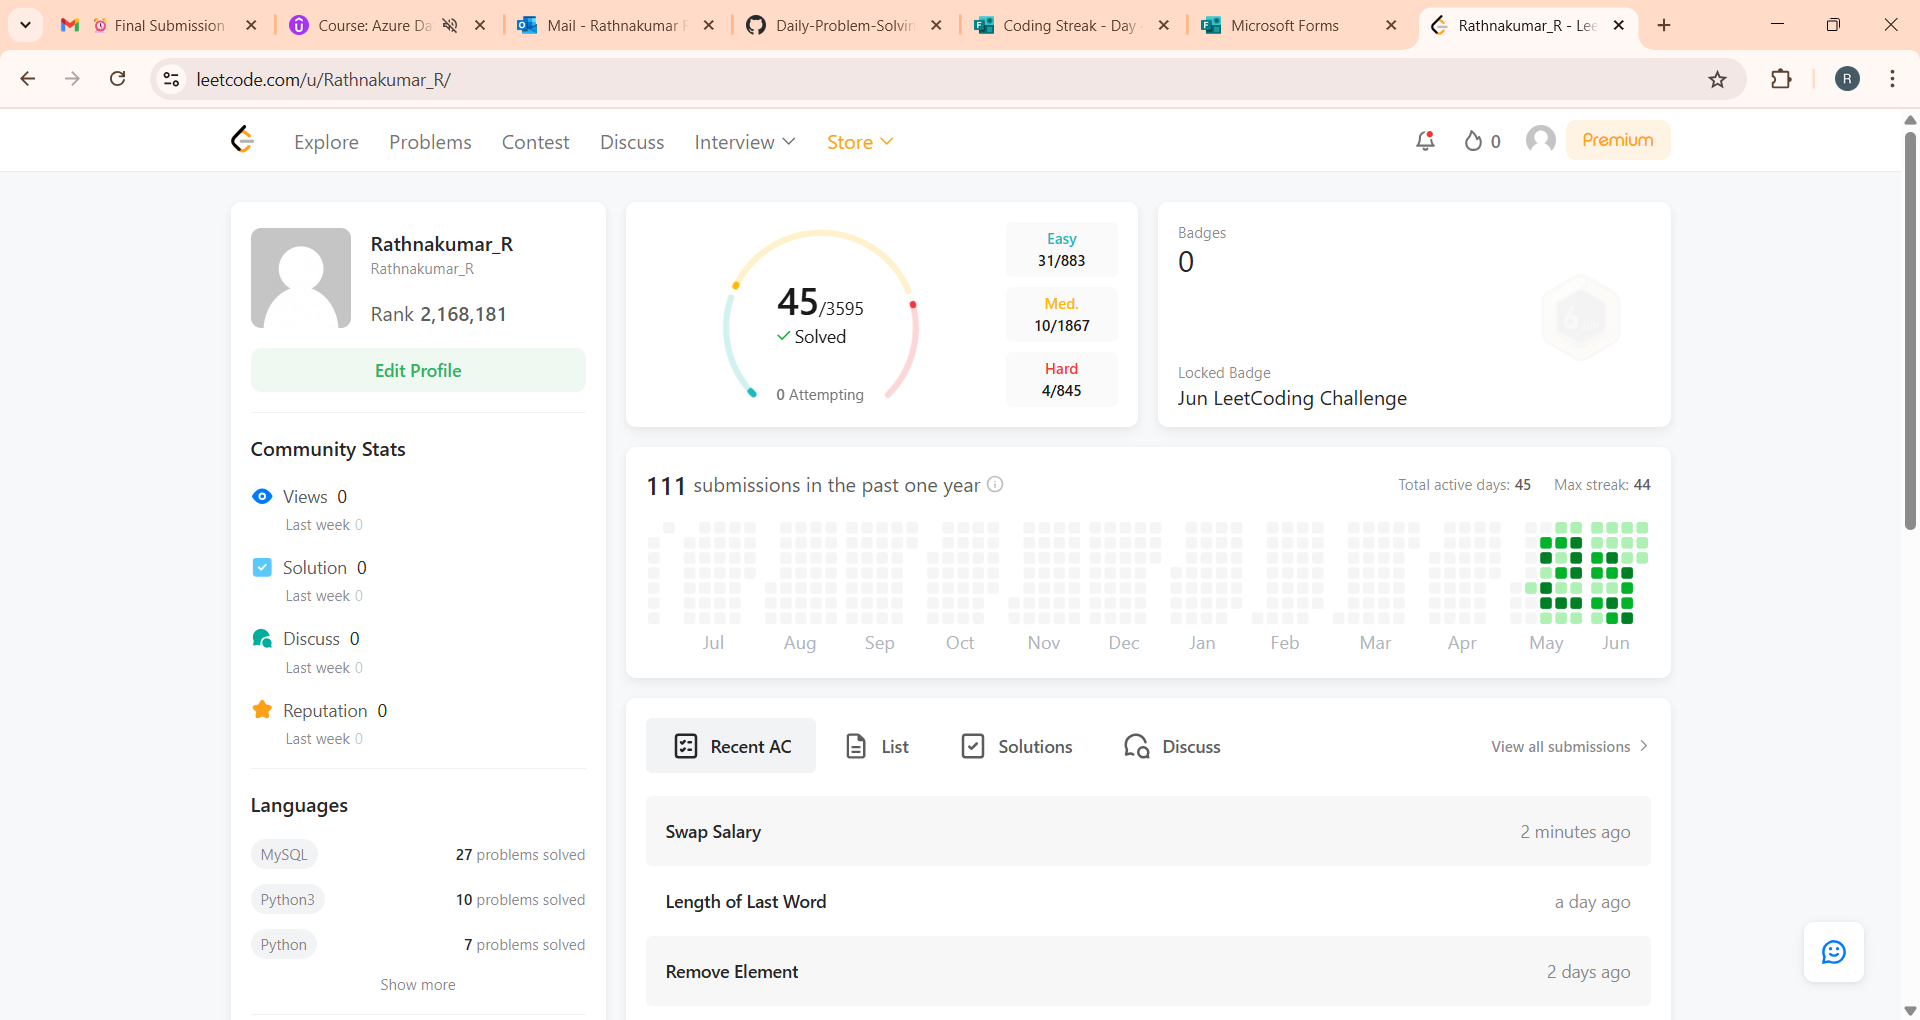 Final Submission
Course: Azure Da
Mail - Rathnakumar R
Daily-Problem-Solvin
Coding Streak - Day
Microsoft Forms
Rathnakumar_R - Lee
leetcode.com/u/Rathnakumar_R/
R
Explore
Problems
Contest
Discuss
Interview
Store
0
Premium
Rathnakumar_R
Rathnakumar_R
Rank 2,168,181
Edit Profile
Community Stats
Views 0
Last week 0
Solution 0
Last week 0
Discuss 0
Last week 0
Reputation 0
Last week 0
Languages
MySQL
27 problems solved
Python3
10 problems solved
Python
7 problems solved
Show more
45/3595
Solved
0 Attempting
Easy
31/883
Med.
10/1867
Hard
4/845
Badges
0
Locked Badge
Jun LeetCoding Challenge
111 submissions in the past one year
Total active days: 45
Max streak: 44
Jul
Aug
Sep
Oct
Nov
Dec
Jan
Feb
Mar
Apr
May
Jun
Recent AC
List
Solutions
Discuss
View all submissions
Swap Salary
2 minutes ago
Length of Last Word
a day ago
Remove Element
2 days ago